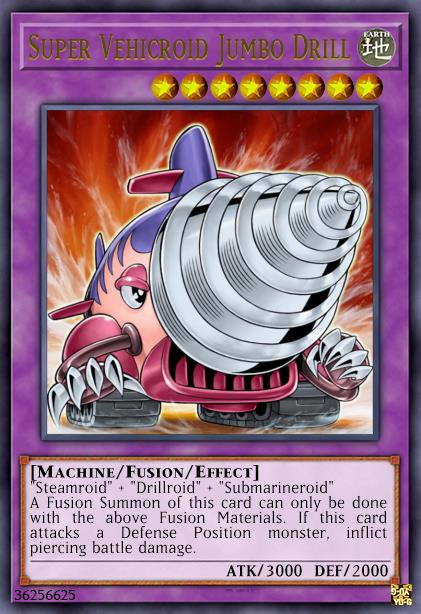 Super Vehicroid Jumbo Drill
EARTH
地
[Machine/Fusion/Effect]
"Steamroid" + "Drillroid" + "Submarineroid"
A Fusion Summon of this card can only be done
with the above Fusion Materials. If this card
attacks a Defense Position monster, inflict
piercing battle damage.
ATK/3000 DEF/2000
36256625